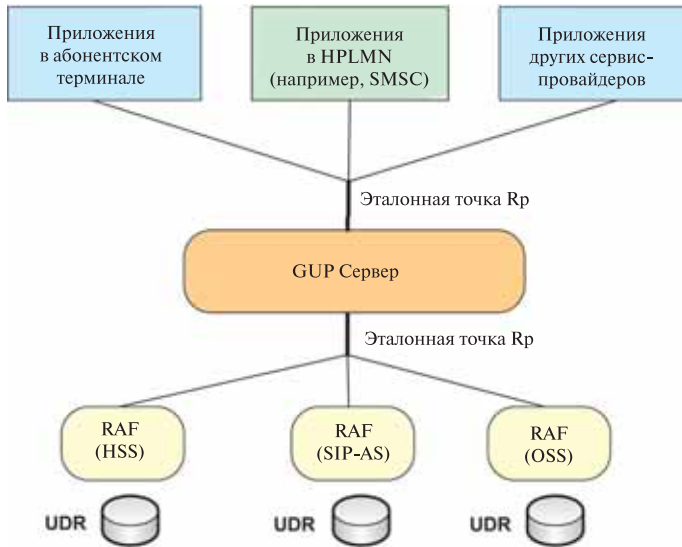 Приложения
в абонентском
терминале
Приложения
в HPLMN
(например, SMSC)
Приложения
других сервис-
провайдеров
Эталонная точка Rp
GUP Сервер
Эталонная точка Rp
RAF
(HSS)
RAF
(SIP-AS)
RAF
(OSS)
UDR
UDR
UDR